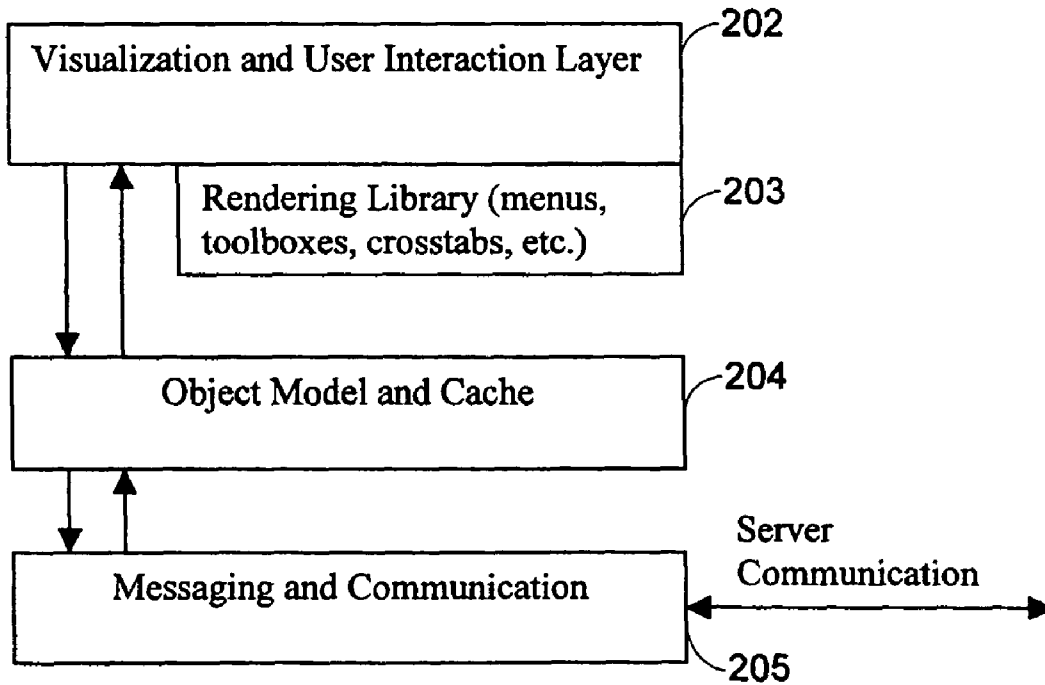 202
Visualization and User Interaction Layer
Rendering Library (menus,
toolboxes, crosstabs, etc.)
203
Object Model and Cache
204
Server
Communication
Messaging and Communication
205